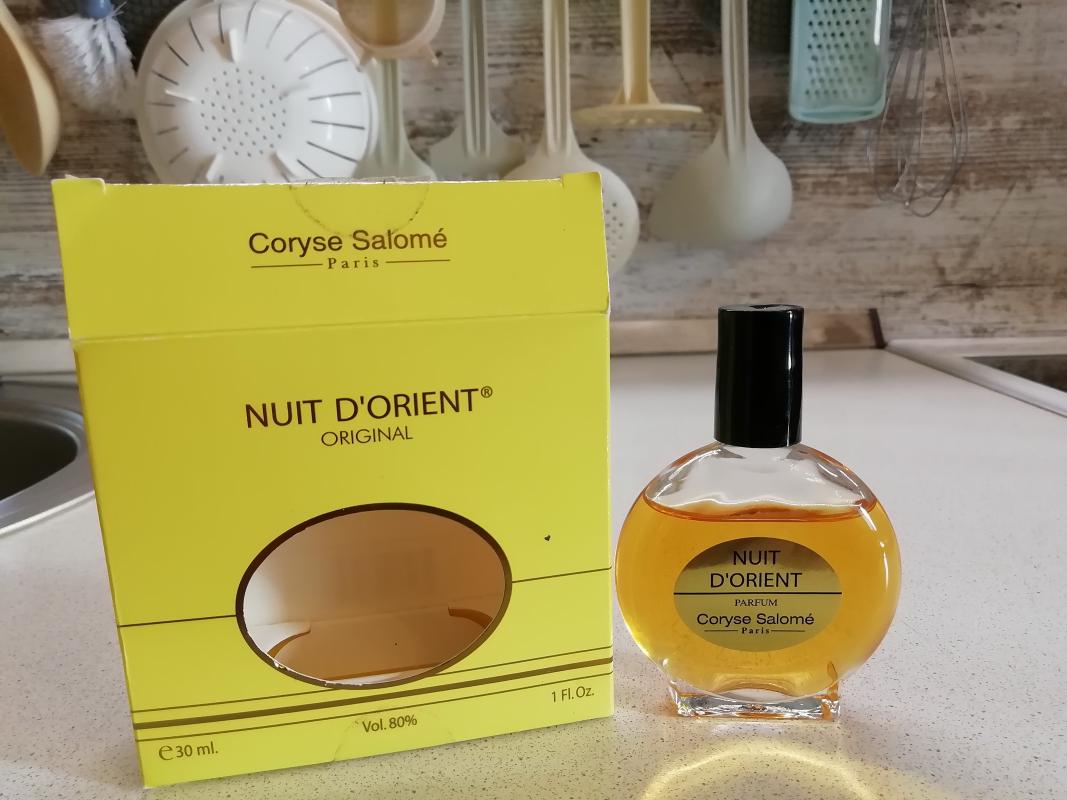 Coryse Salomé
Paris
NUIT D'ORIENT®
ORIGINAL
1 Fl. Oz.
Vol. 80%
℮ 30 ml.
NUIT
D'ORIENT
PARFUM
Coryse Salomé
Paris